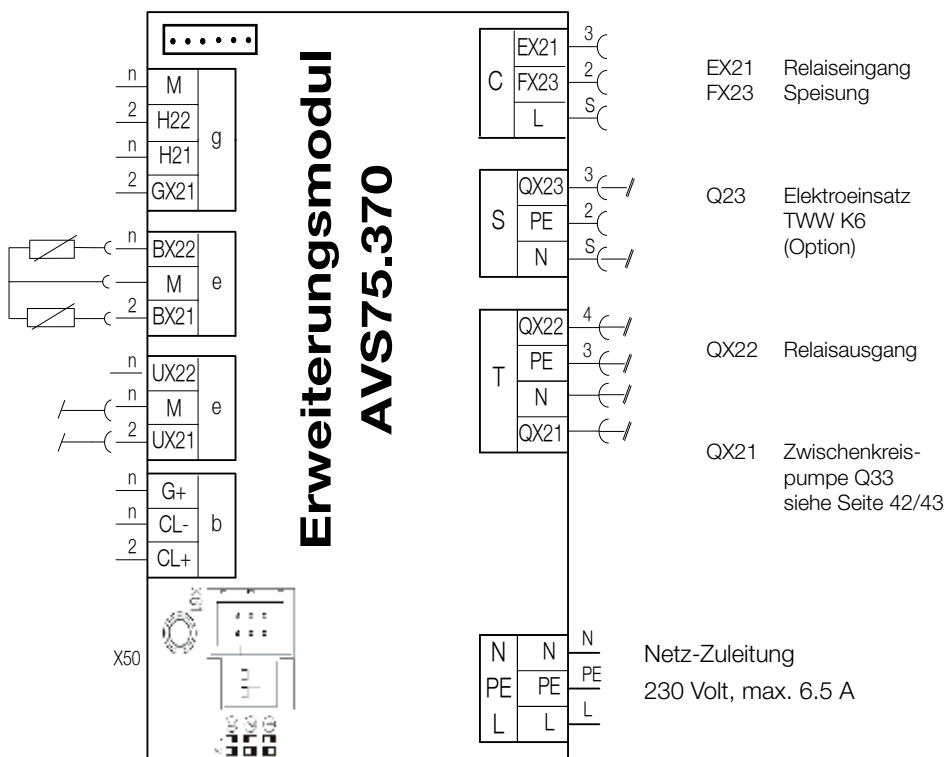 n M
2 H22
n H21
2 GX21
g
n BX22
M
2 BX21
e
n UX22
n M
2 UX21
e
n G+
n CL-
2 CL+
b
X50
Erweiterungsmodul
AVS75.370
C
EX21 3
FX23 2
L S
EX21 Relaiseingang
FX23 Speisung
S
QX23 3
PE 2
N S
Q23 Elektroeinsatz
TWW K6
(Option)
T
QX22 4
PE 3
N
QX21
QX22 Relaisausgang
QX21 Zwischenkreis-
pumpe Q33
siehe Seite 42/43
N N N
PE PE PE
L L L
Netz-Zuleitung
230 Volt, max. 6.5 A